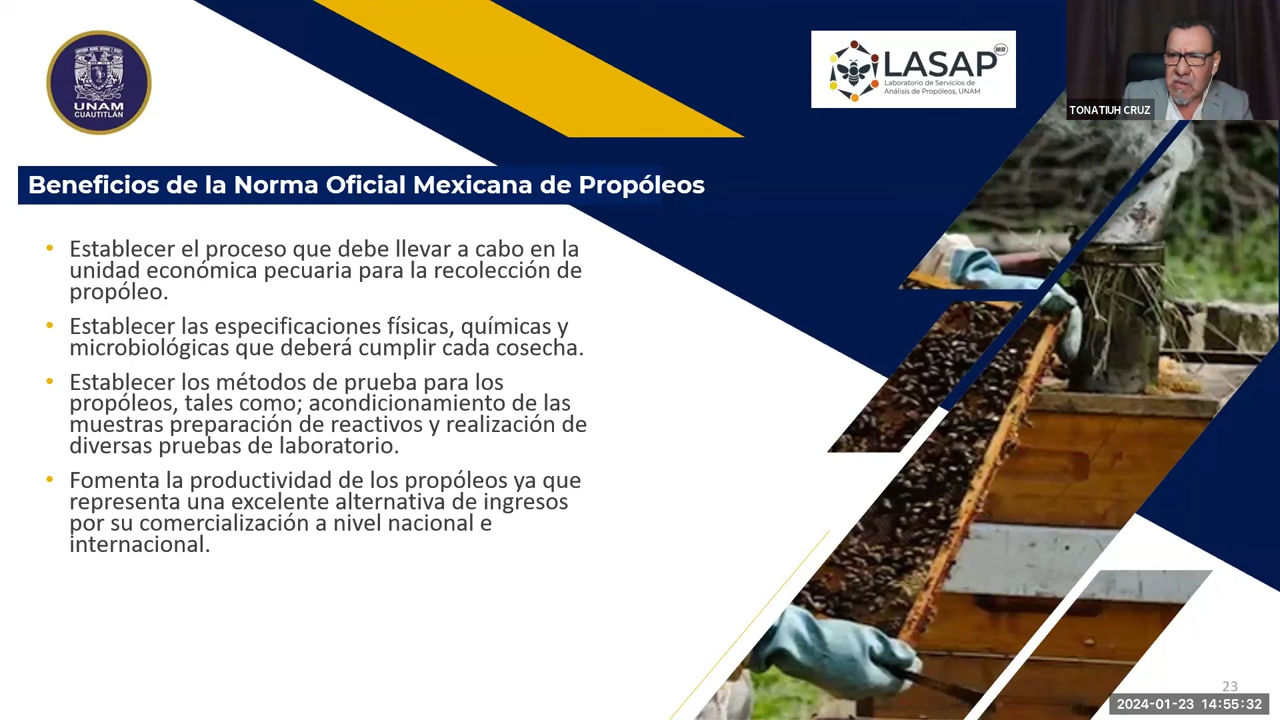 UNAM
CUAUTITLÁN
LASAP MR
Laboratorio de Servicios de
Análisis de Propóleos, UNAM
TONATIUH CRUZ
Beneficios de la Norma Oficial Mexicana de Propóleos
• Establecer el proceso que debe llevar a cabo en la
unidad económica pecuaria para la recolección de
propóleo.
• Establecer las especificaciones físicas, químicas y
microbiológicas que deberá cumplir cada cosecha.
• Establecer los métodos de prueba para los
propóleos, tales como; acondicionamiento de las
muestras preparación de reactivos y realización de
diversas pruebas de laboratorio.
• Fomenta la productividad de los propóleos ya que
representa una excelente alternativa de ingresos
por su comercialización a nivel nacional e
internacional.
23
2024-01-23 14:55:32